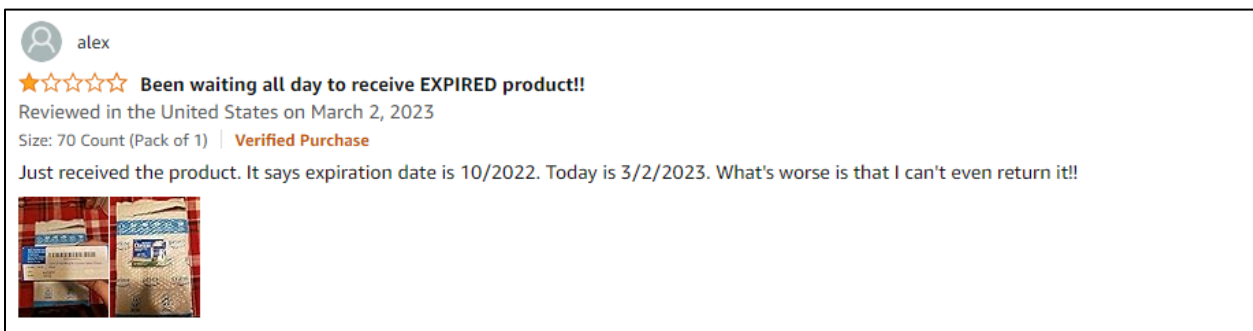 alex
Been waiting all day to receive EXPIRED product!!
Reviewed in the United States on March 2, 2023
Size: 70 Count (Pack of 1) Verified Purchase
Just received the product. It says expiration date is 10/2022. Today is 3/2/2023. What's worse is that I can't even return it!!